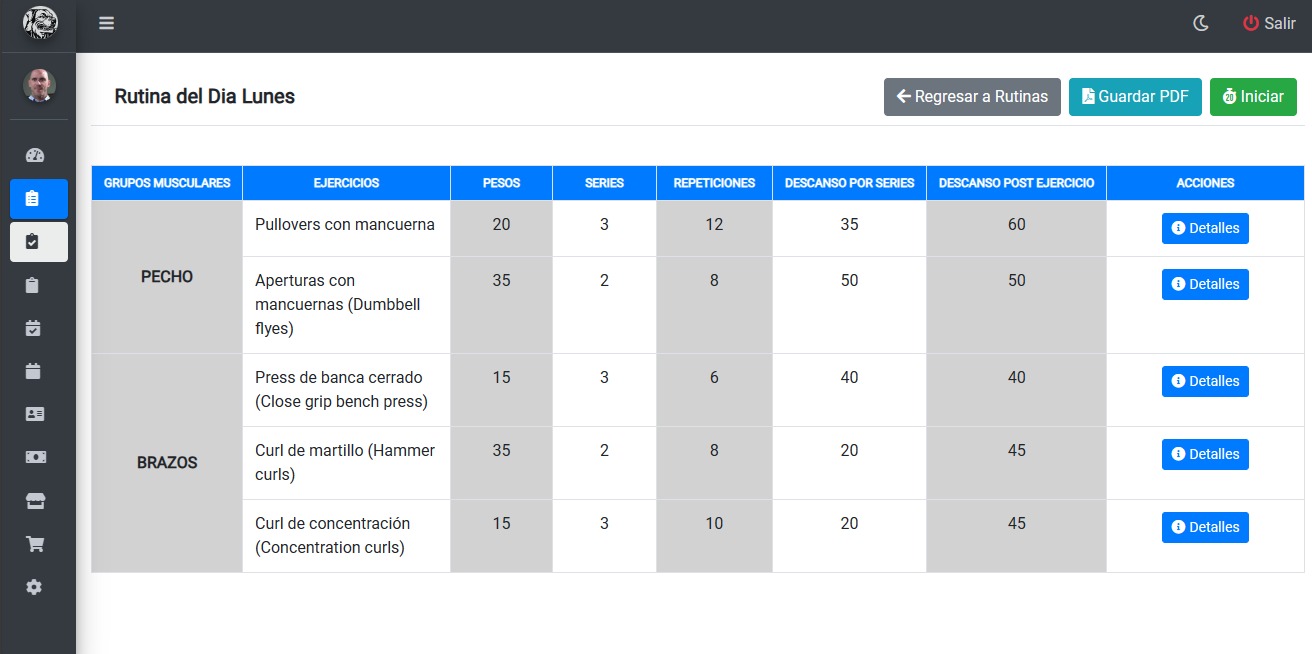 Salir
Rutina del Dia Lunes
Regresar a Rutinas
Guardar PDF
20 Iniciar
GRUPOS MUSCULARES EJERCICIOS PESOS SERIES REPETICIONES DESCANSO POR SERIES DESCANSO POST EJERCICIO ACCIONES
PECHO
Pullovers con mancuerna 20 3 12 35 60 Detalles
Aperturas con 35 2 8 50 50 Detalles
mancuernas (Dumbbell
flyes)
BRAZOS
Press de banca cerrado 15 3 6 40 40 Detalles
(Close grip bench press)
Curl de martillo (Hammer 35 2 8 20 45 Detalles
curls)
Curl de concentración 15 3 10 20 45 Detalles
(Concentration curls)